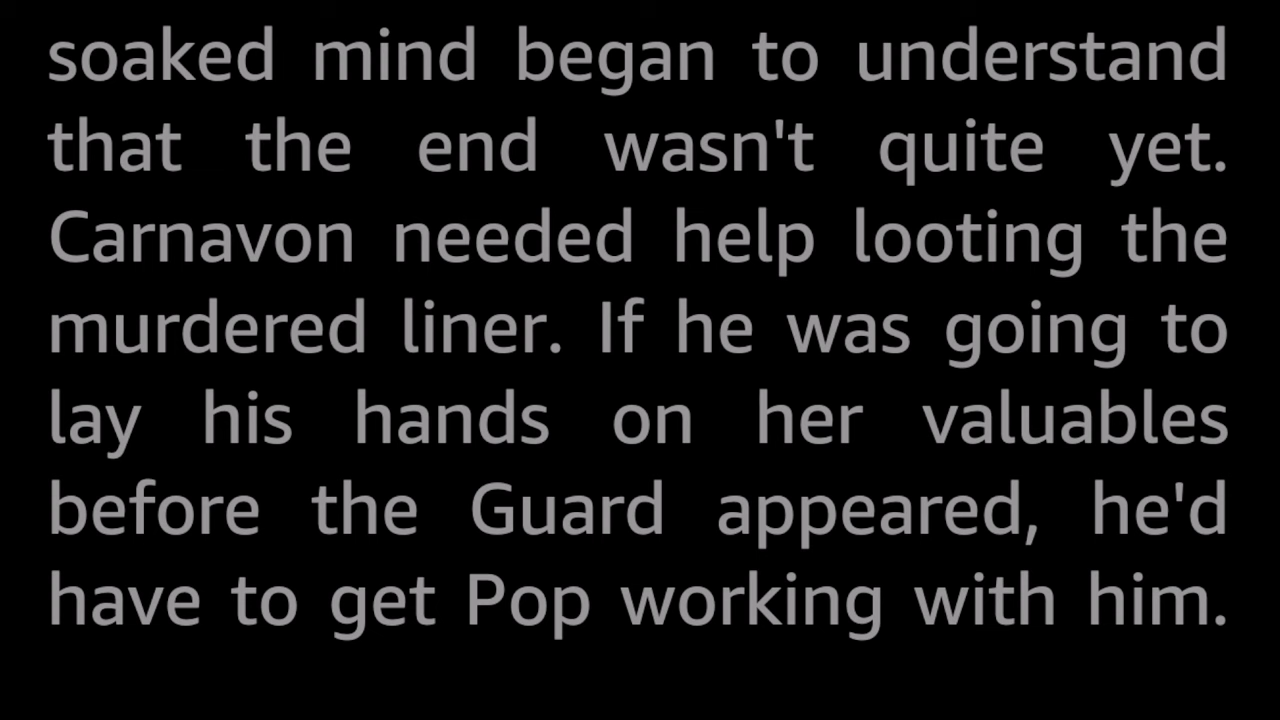 soaked mind began to understand
that the end wasn't quite yet.
Carnavon needed help looting the
murdered liner. If he was going to
lay his hands on her valuables
before the Guard appeared, he'd
have to get Pop working with him.